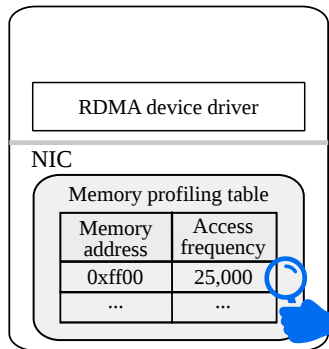 RDMA device driver
NIC
Memory profiling table
Memory address
Access frequency
0xff00
25,000
...
...